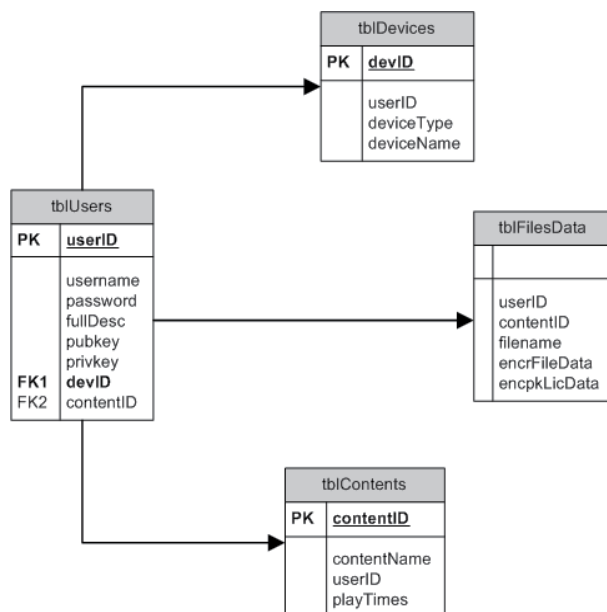 tblDevices
PK devID
userID
deviceType
deviceName
tblUsers
PK userID
username
password
fullDesc
pubkey
privkey
FK1 devID
FK2 contentID
tblFilesData
userID
contentID
filename
encrFileData
encpkLicData
tblContents
PK contentID
contentName
userID
playTimes